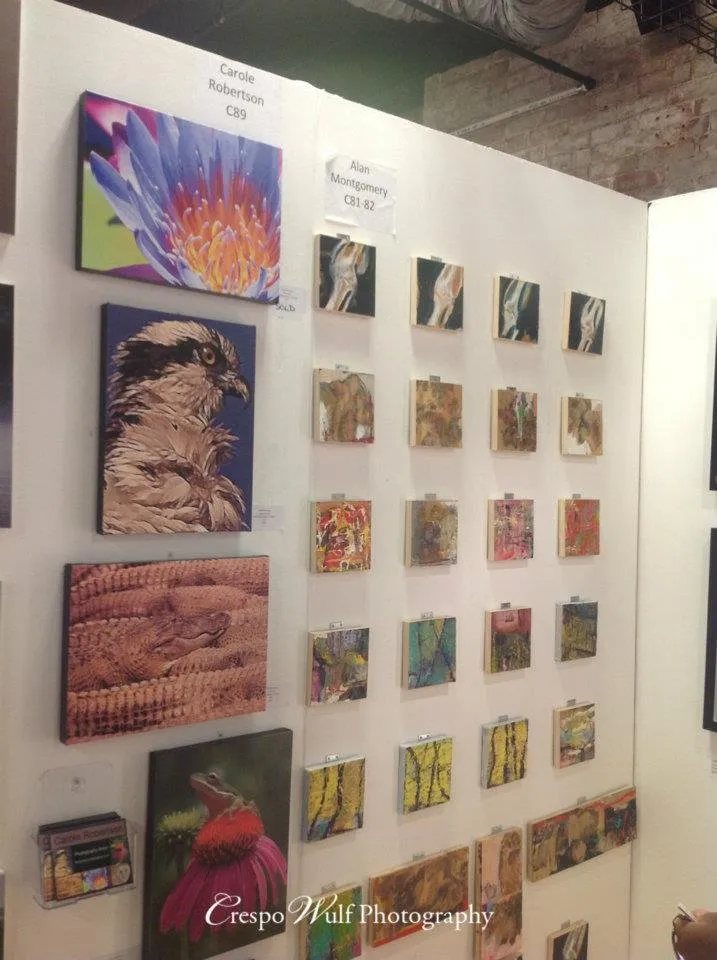 Carole
Robertson
C89
Alan
Montgomery
C81-82
SOLD
Carole Robertson
Crespo Wulf Photography